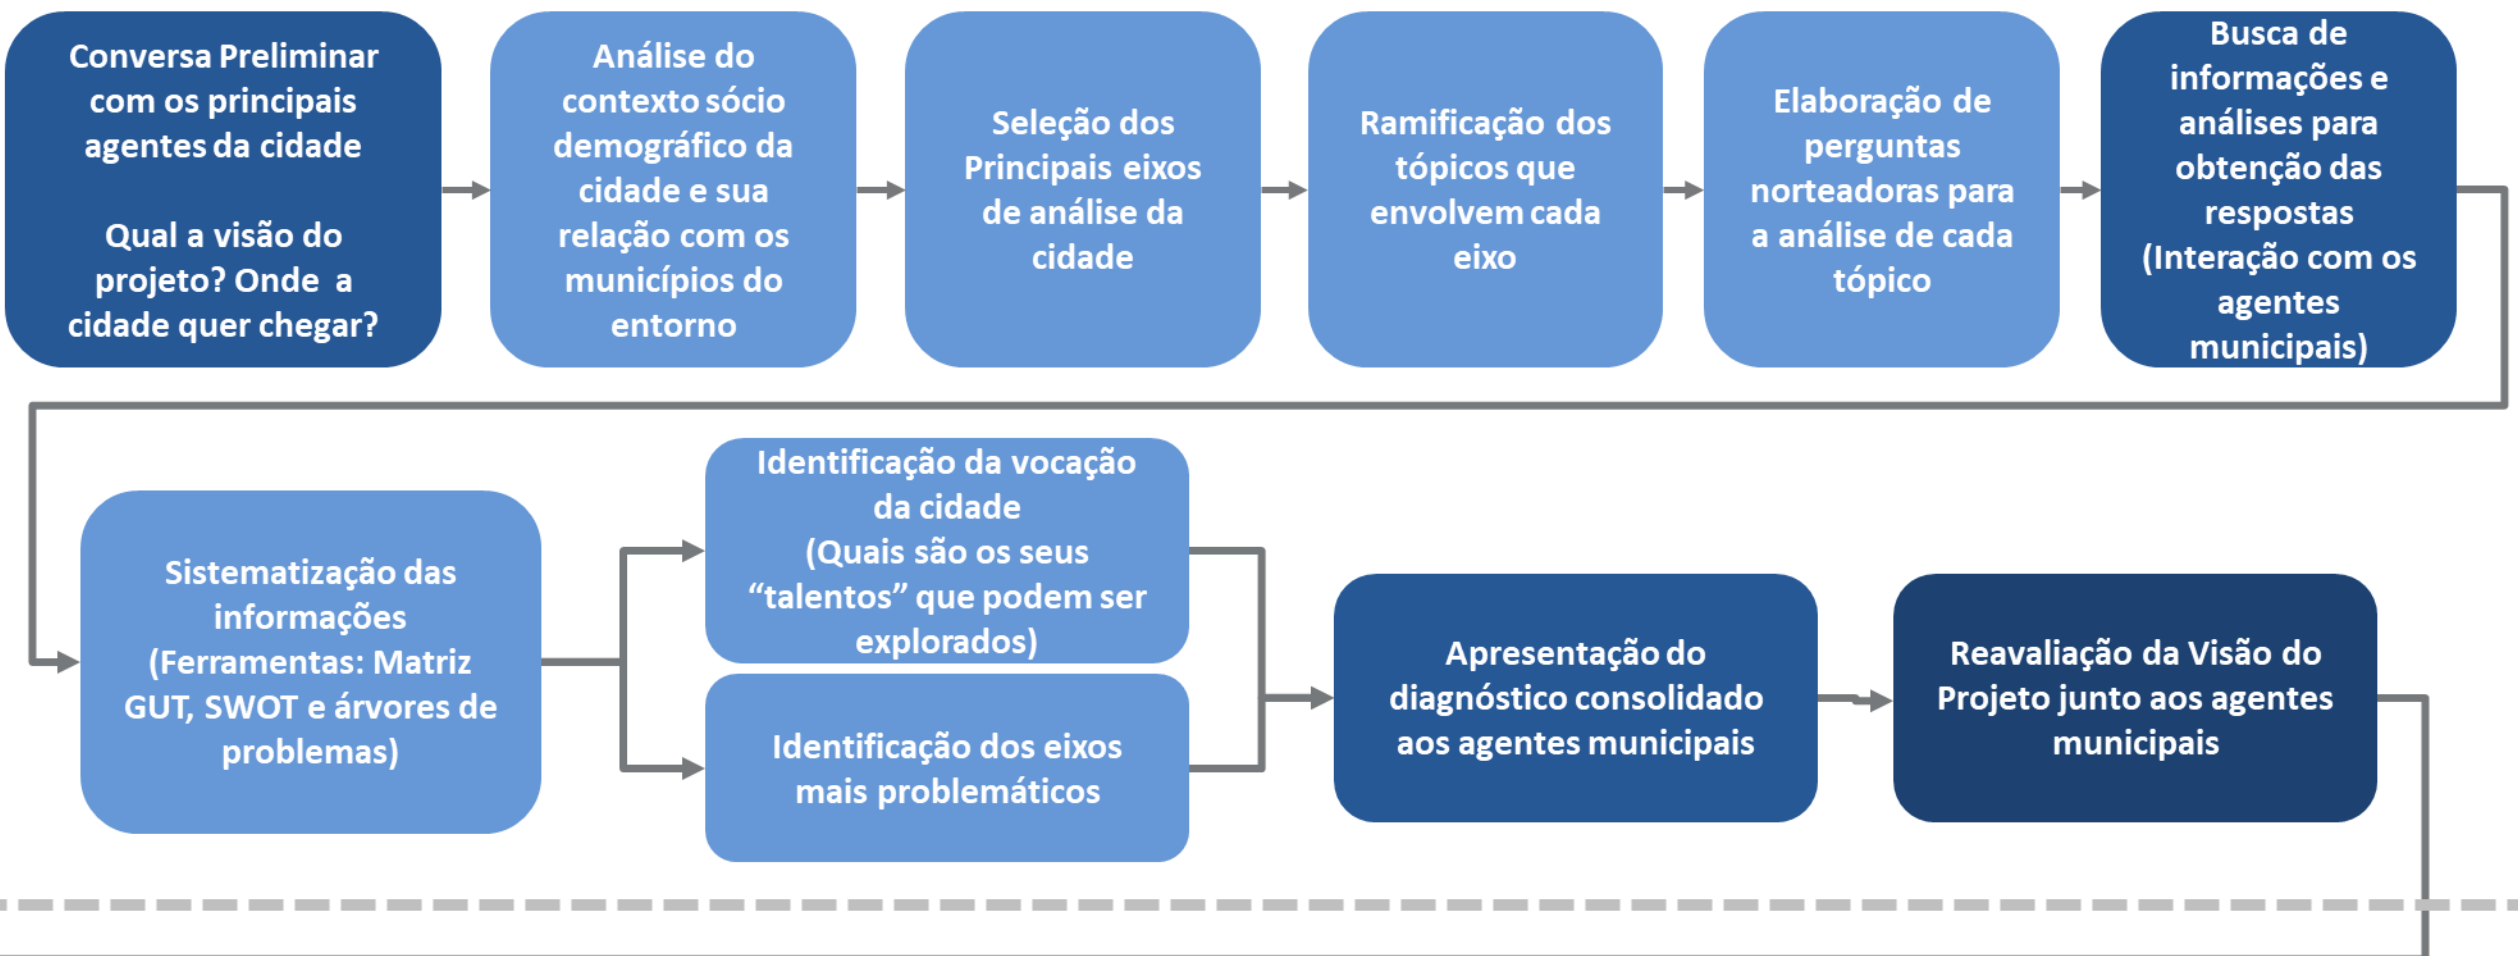 Conversa Preliminar
com os principais
agentes da cidade
Qual a visão do
projeto? Onde a
cidade quer chegar?
Análise do
contexto sócio
demográfico da
cidade e sua
relação com os
municípios do
entorno
Seleção dos
Principais eixos
de análise da
cidade
Ramificação dos
tópicos que
envolvem cada
eixo
Elaboração de
perguntas
norteadoras para
a análise de cada
tópico
Busca de
informações e
análises para
obtenção das
respostas
(Interação com os
agentes
municipais)
Sistematização das
informações
(Ferramentas: Matriz
GUT, SWOT e árvores de
problemas)
Identificação da vocação
da cidade
(Quais são os seus
“talentos” que podem ser
explorados)
Identificação dos eixos
mais problemáticos
Apresentação do
diagnóstico consolidado
aos agentes municipais
Reavaliação da Visão do
Projeto junto aos agentes
municipais